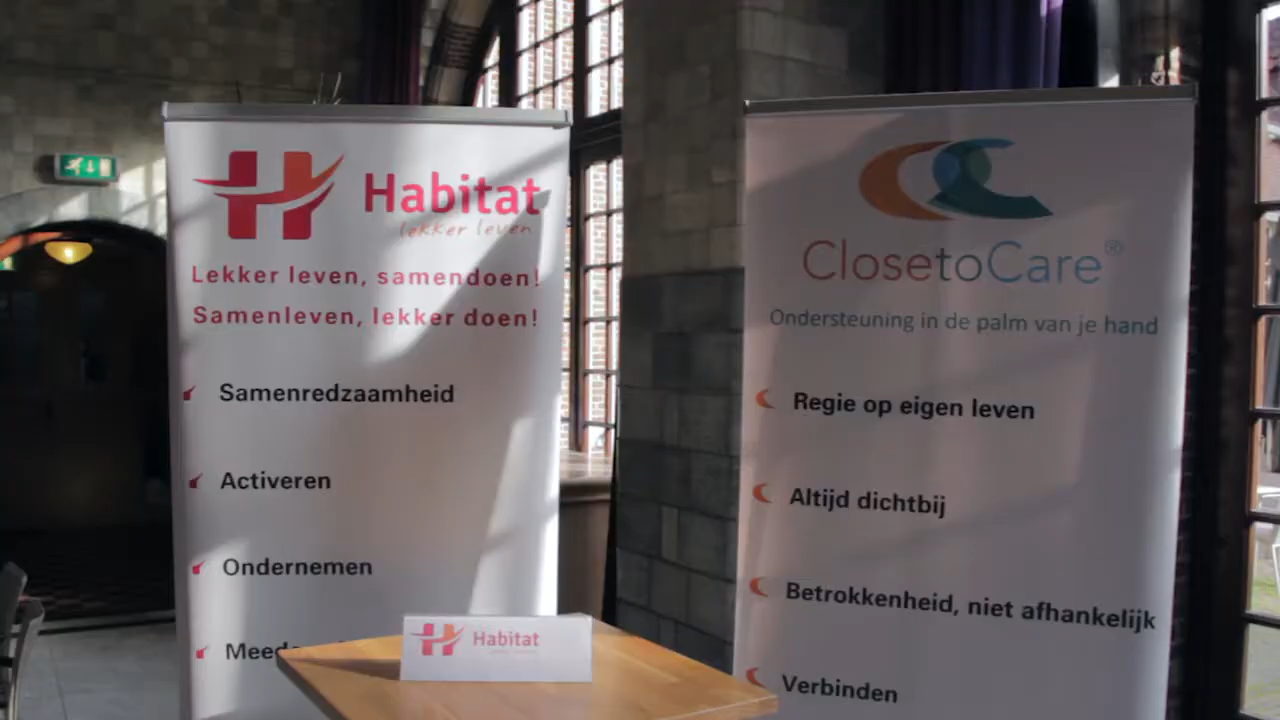 Habitat
lekker leven
Lekker leven, samendoen!
Samenleven, lekker doen!
Samenredzaamheid
Activeren
Ondernemen
Habitat
ClosetoCare®
Ondersteuning in de palm van je hand
Regie op eigen leven
Altijd dichtbij
Betrokkenheid, niet afhankelijk
Verbinden